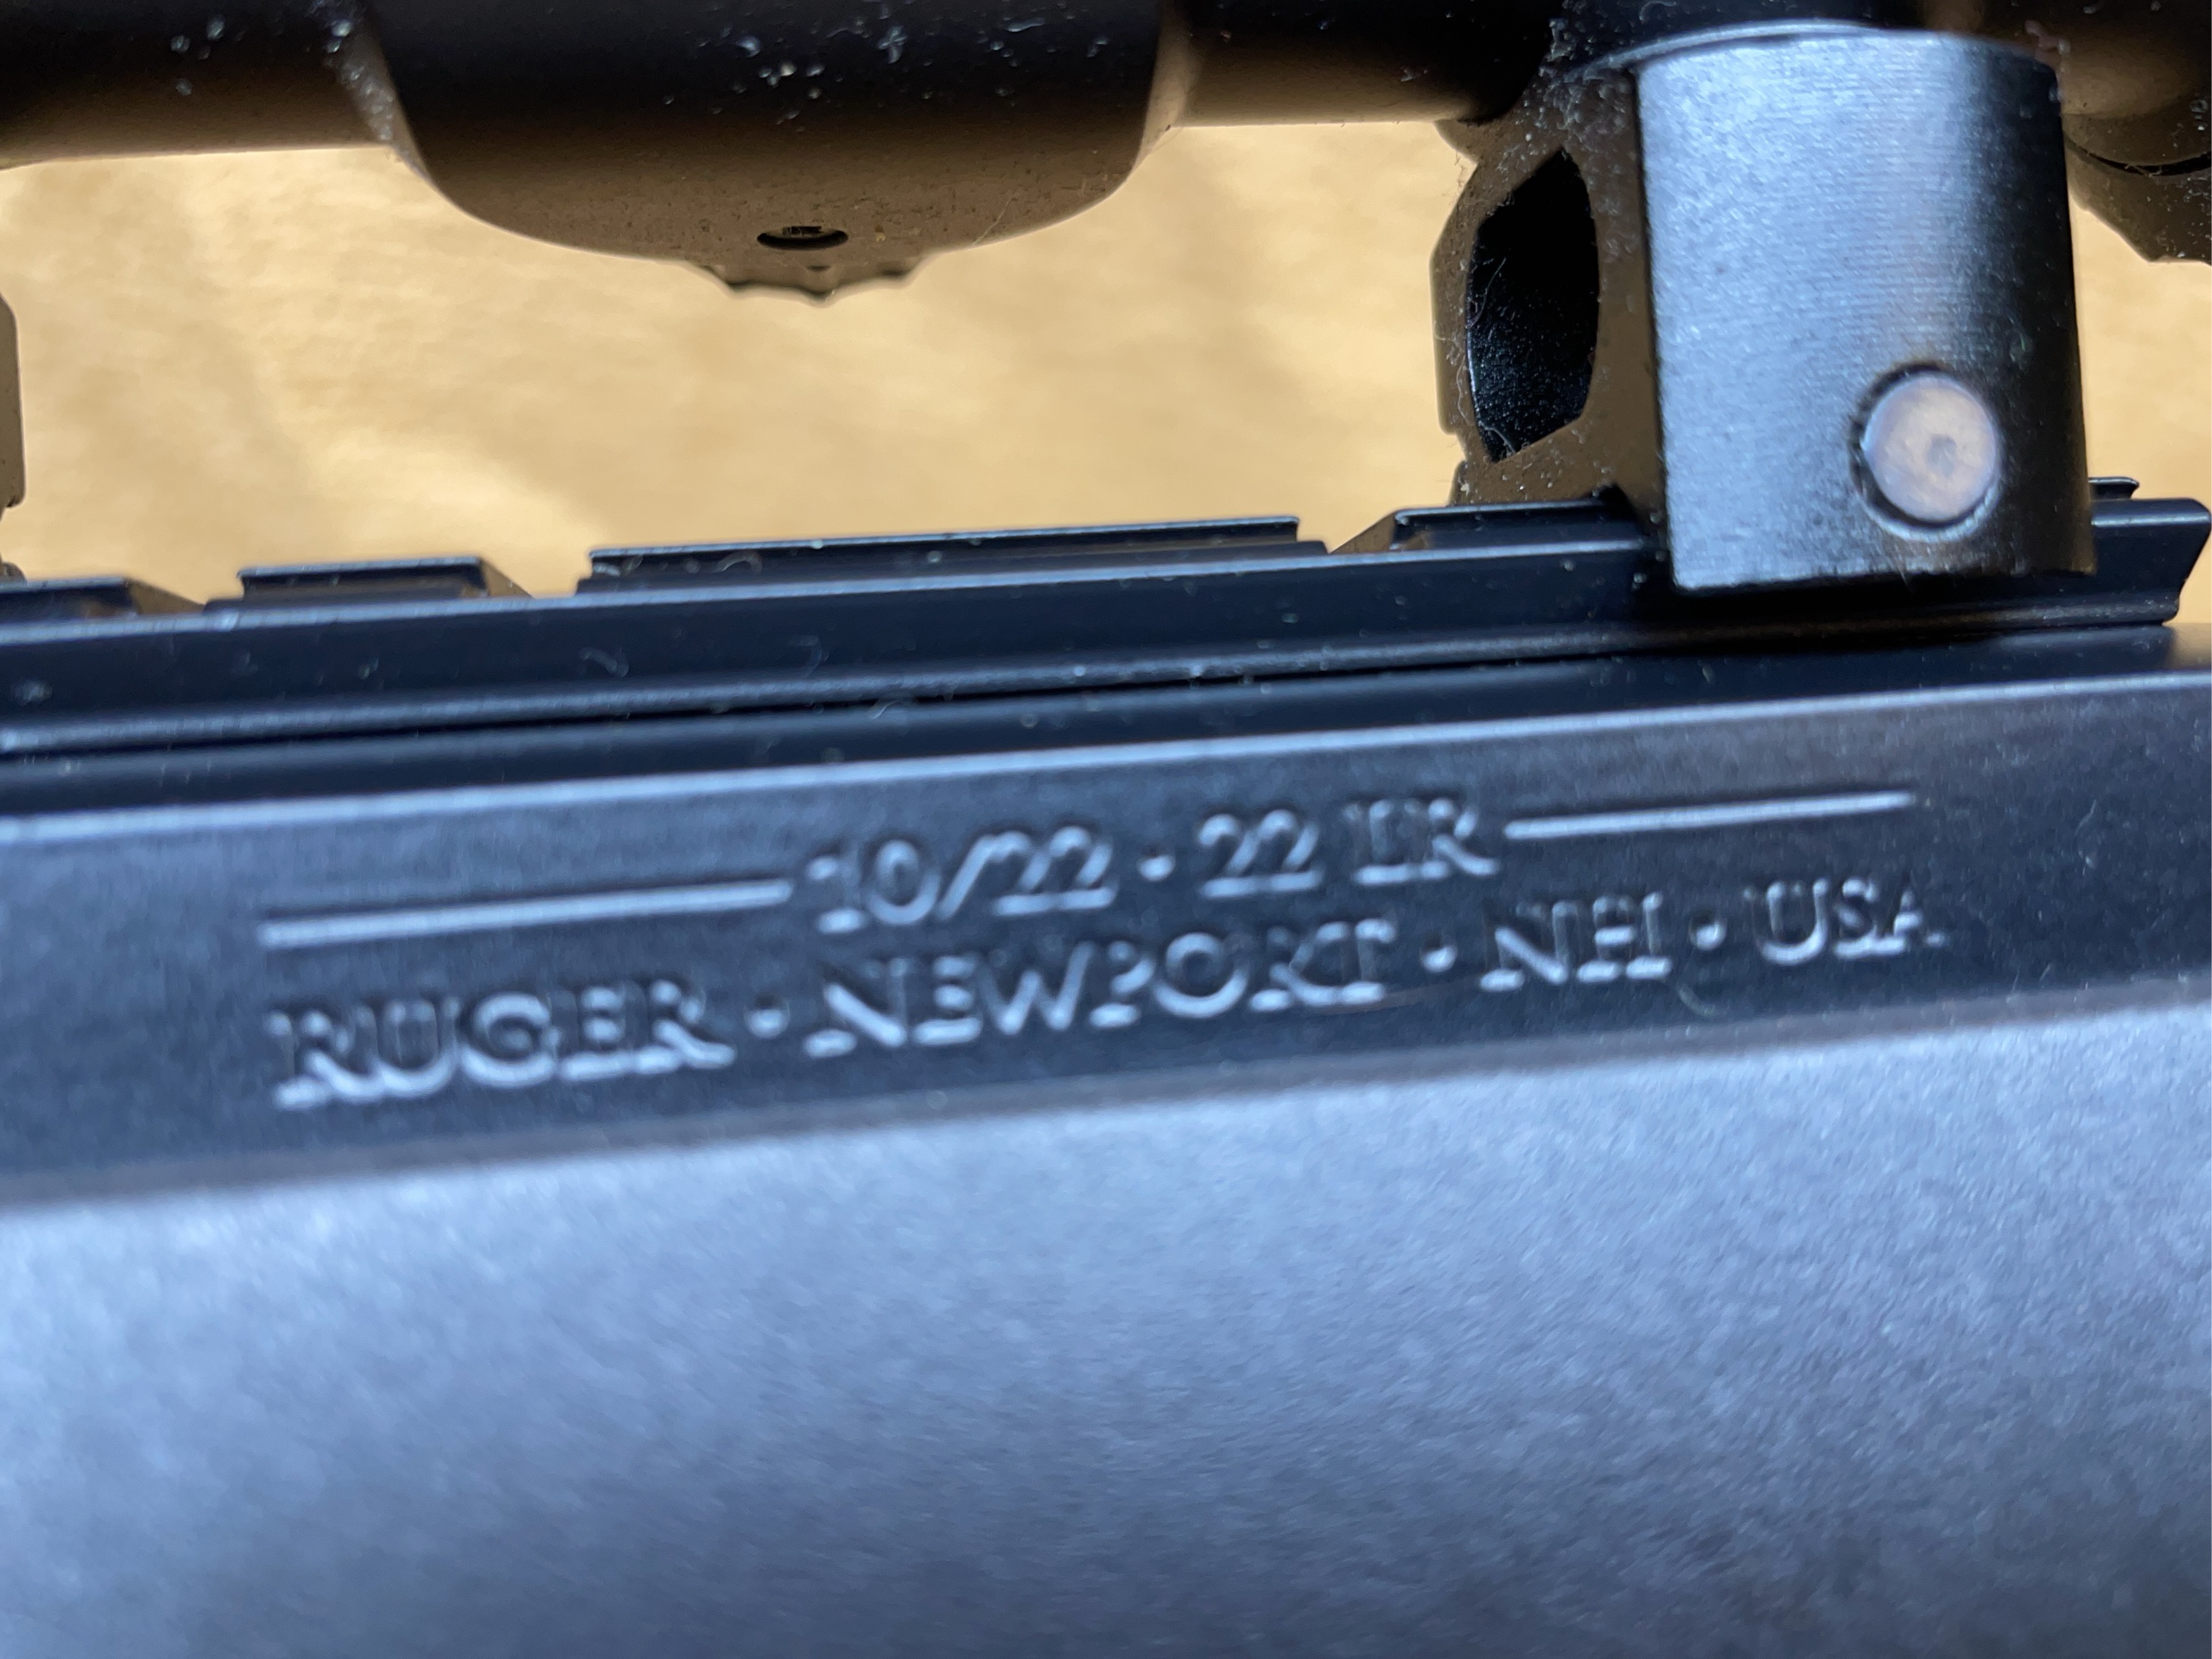 10/22 • 22 LR
RUGER • NEWPORT • NH • USA